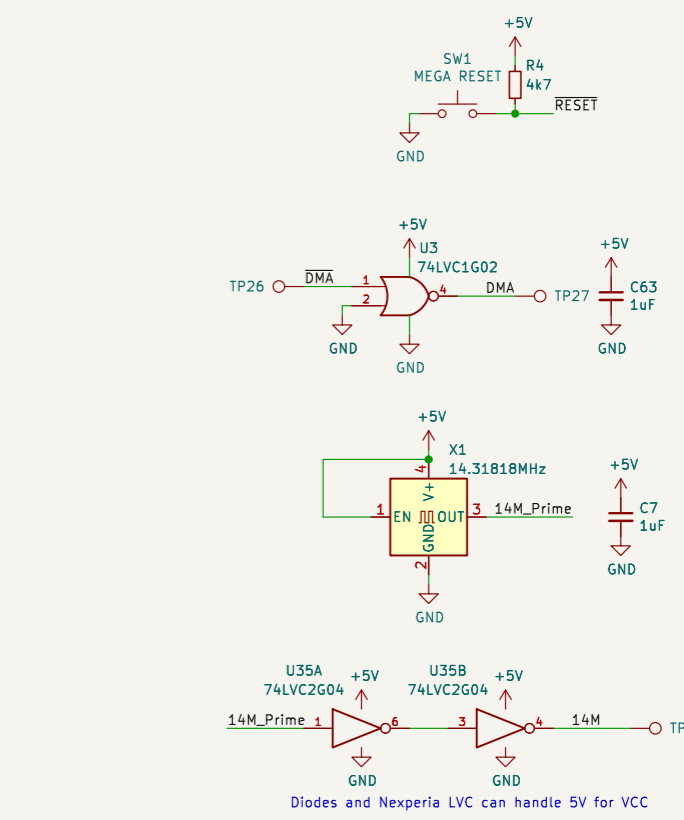 +5V
SW1
MEGA RESET
R4
4k7
RESET
GND
+5V
U3
74LVC1G02
TP26
DMA
1
2
4
DMA
TP27
GND
GND
+5V
C63
1uF
GND
+5V
X1
14.31818MHz
4
V+
1
EN
OUT
3
14M_Prime
GND
2
GND
+5V
C7
1uF
GND
U35A
74LVC2G04
+5V
14M_Prime
1
6
GND
U35B
74LVC2G04
+5V
3
4
14M
TP
GND
Diodes and Nexperia LVC can handle 5V for VCC